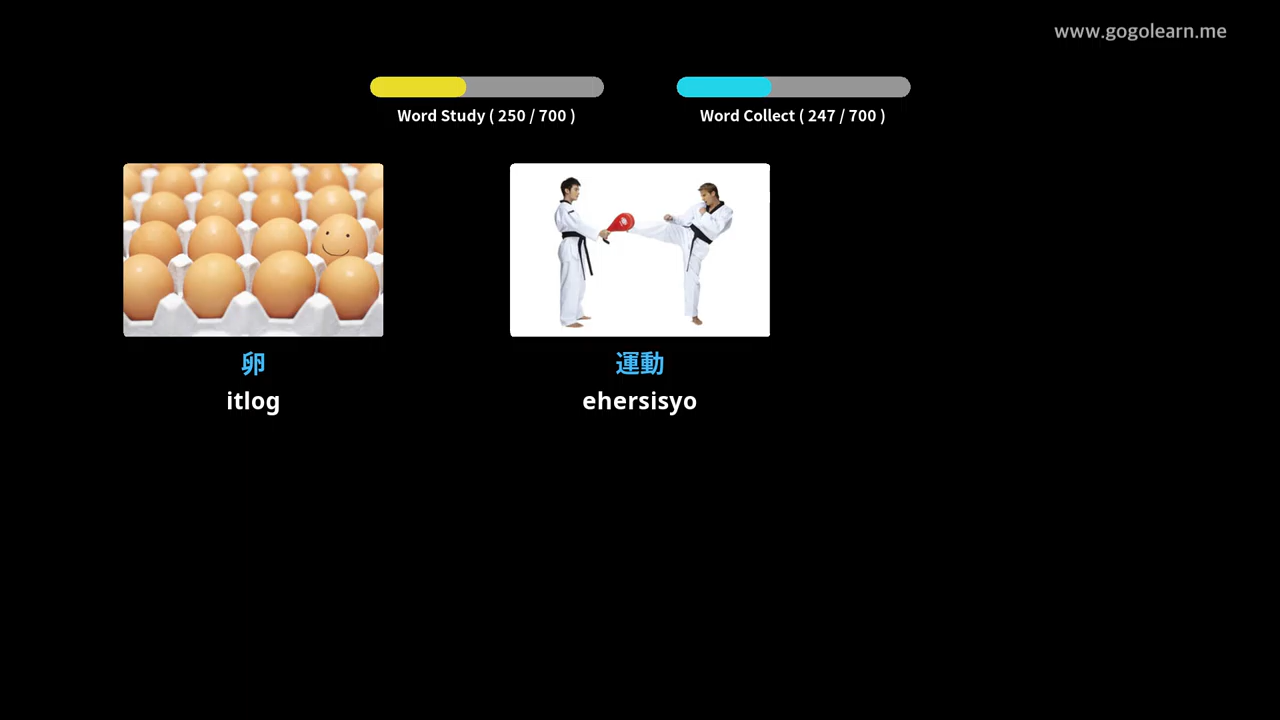 www.gogolearn.me
Word Study ( 250 / 700 )
Word Collect ( 247 / 700 )
卵
itlog
運動
ehersisyo